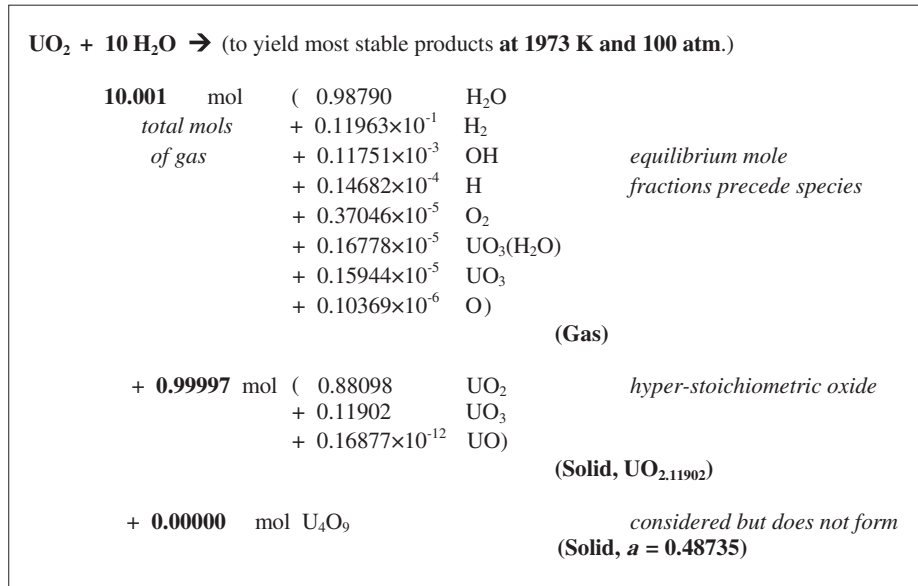 UO₂ + 10 H₂O ➔ (to yield most stable products at 1973 K and 100 atm.)
10.001 mol ( 0.98790 H₂O
total mols + 0.11963×10⁻¹ H₂
of gas + 0.11751×10⁻³ OH equilibrium mole
+ 0.14682×10⁻⁴ H fractions precede species
+ 0.37046×10⁻⁵ O₂
+ 0.16778×10⁻⁵ UO₃(H₂O)
+ 0.15944×10⁻⁵ UO₃
+ 0.10369×10⁻⁶ O)
(Gas)
+ 0.99997 mol ( 0.88098 UO₂ hyper-stoichiometric oxide
+ 0.11902 UO₃
+ 0.16877×10⁻¹² UO)
(Solid, UO₂.₁₁₉₀₂)
+ 0.00000 mol U₄O₉ considered but does not form
(Solid, a = 0.48735)